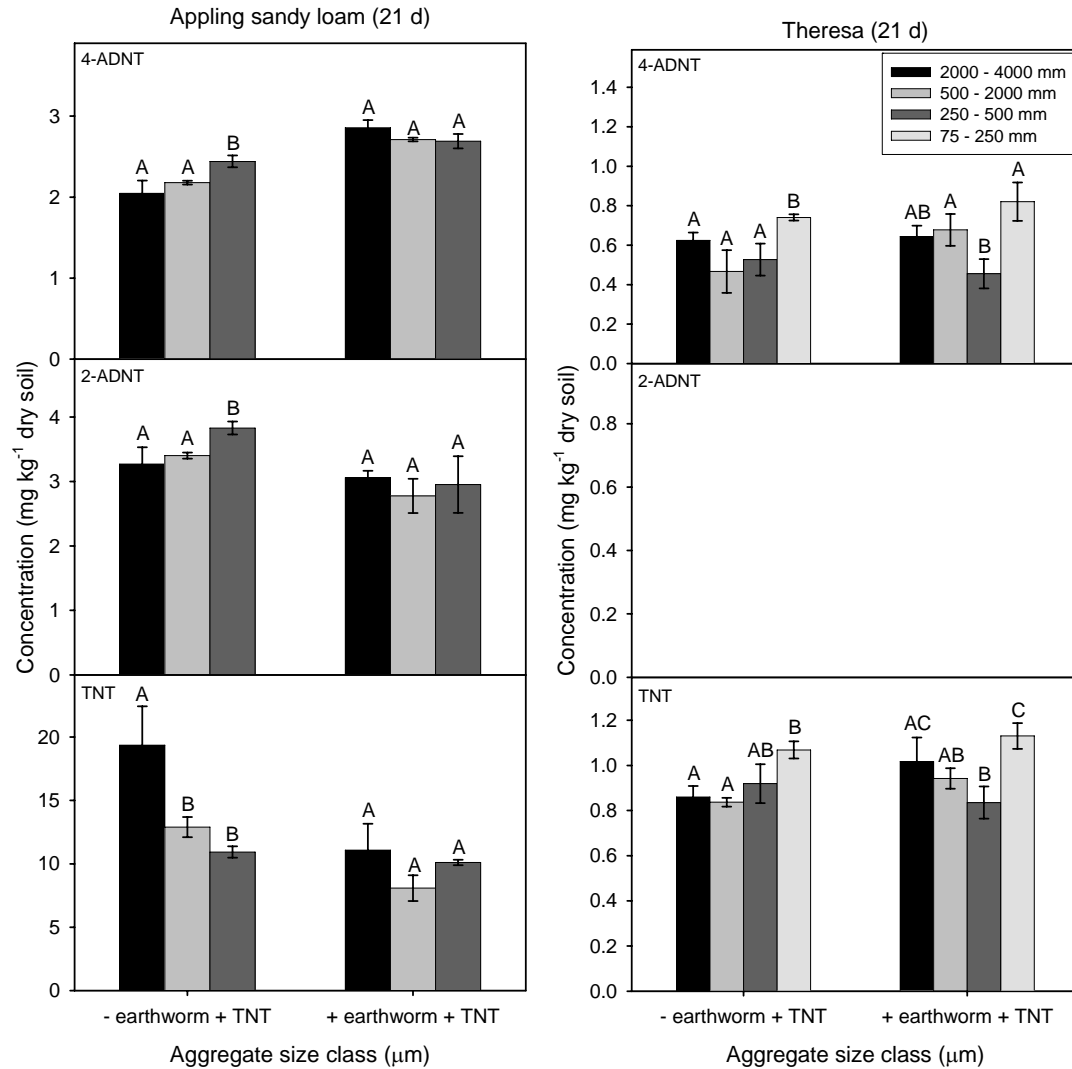 Appling sandy loam (21 d)
4-ADNT
3
2
1
0
A
A
B
A
A
A
2-ADNT
4
3
2
1
0
A
A
B
A
A
A
TNT
20
15
10
5
0
A
B
B
A
A
A
Concentration (mg kg-1 dry soil)
- earthworm + TNT
+ earthworm + TNT
Aggregate size class (μm)
Theresa (21 d)
4-ADNT
2000 - 4000 mm
500 - 2000 mm
250 - 500 mm
75 - 250 mm
1.4
1.2
1.0
0.8
0.6
0.4
0.2
0.0
A
A
A
B
AB
A
B
A
2-ADNT
0.8
0.6
0.4
0.2
0.0
TNT
1.2
1.0
0.8
0.6
0.4
0.2
0.0
A
A
AB
B
AC
AB
B
C
Concentration (mg kg-1 dry soil)
- earthworm + TNT
+ earthworm + TNT
Aggregate size class (μm)